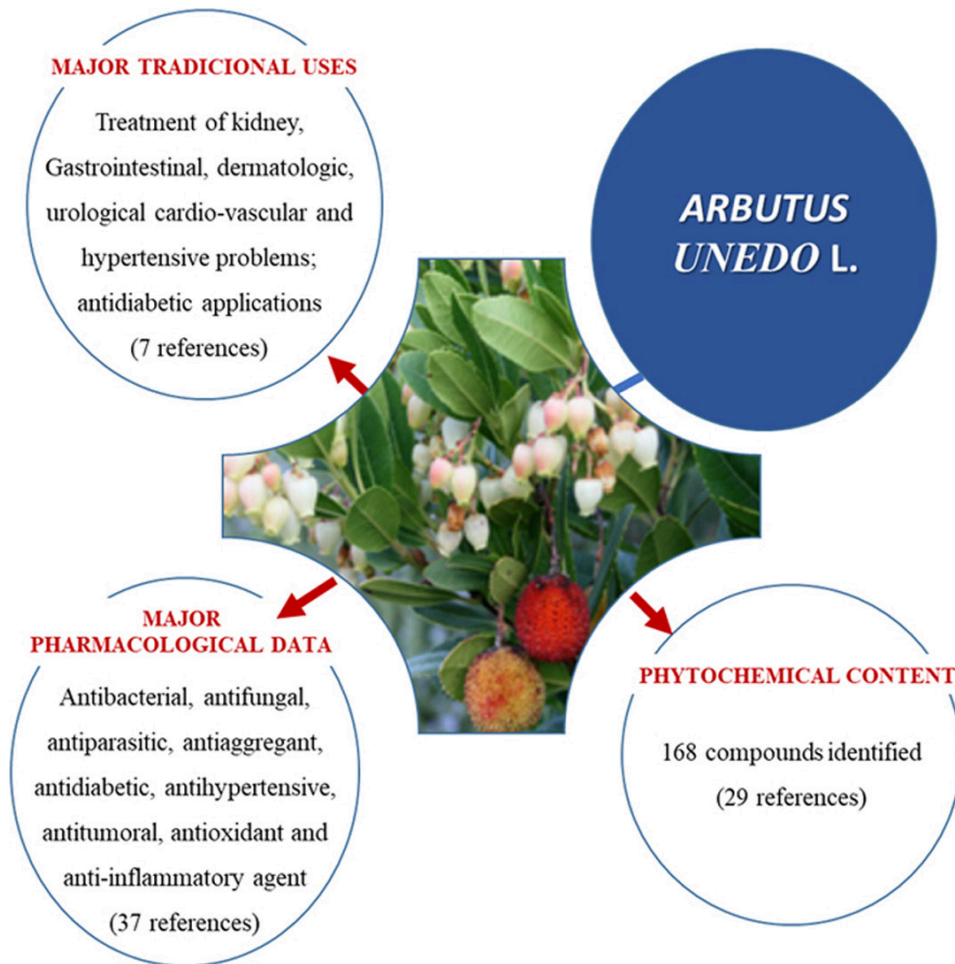 MAJOR TRADICIONAL USES
Treatment of kidney,
Gastrointestinal, dermatologic,
urological cardio-vascular and
hypertensive problems;
antidiabetic applications
(7 references)
ARBUTUS
UNEDO L.
MAJOR
PHARMACOLOGICAL DATA
Antibacterial, antifungal,
antiparasitic, antiaggregant,
antidiabetic, antihypertensive,
antitumoral, antioxidant and
anti-inflammatory agent
(37 references)
PHYTOCHEMICAL CONTENT
168 compounds identified
(29 references)